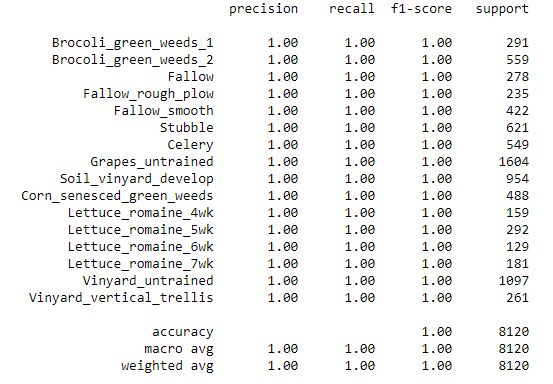 precision recall f1-score support
Brocoli_green_weeds_1 1.00 1.00 1.00 291
Brocoli_green_weeds_2 1.00 1.00 1.00 559
Fallow 1.00 1.00 1.00 278
Fallow_rough_plow 1.00 1.00 1.00 235
Fallow_smooth 1.00 1.00 1.00 422
Stubble 1.00 1.00 1.00 621
Celery 1.00 1.00 1.00 549
Grapes_untrained 1.00 1.00 1.00 1604
Soil_vinyard_develop 1.00 1.00 1.00 954
Corn_senesced_green_weeds 1.00 1.00 1.00 488
Lettuce_romaine_4wk 1.00 1.00 1.00 159
Lettuce_romaine_5wk 1.00 1.00 1.00 292
Lettuce_romaine_6wk 1.00 1.00 1.00 129
Lettuce_romaine_7wk 1.00 1.00 1.00 181
Vinyard_untrained 1.00 1.00 1.00 1097
Vinyard_vertical_trellis 1.00 1.00 1.00 261
accuracy 1.00 8120
macro avg 1.00 1.00 1.00 8120
weighted avg 1.00 1.00 1.00 8120